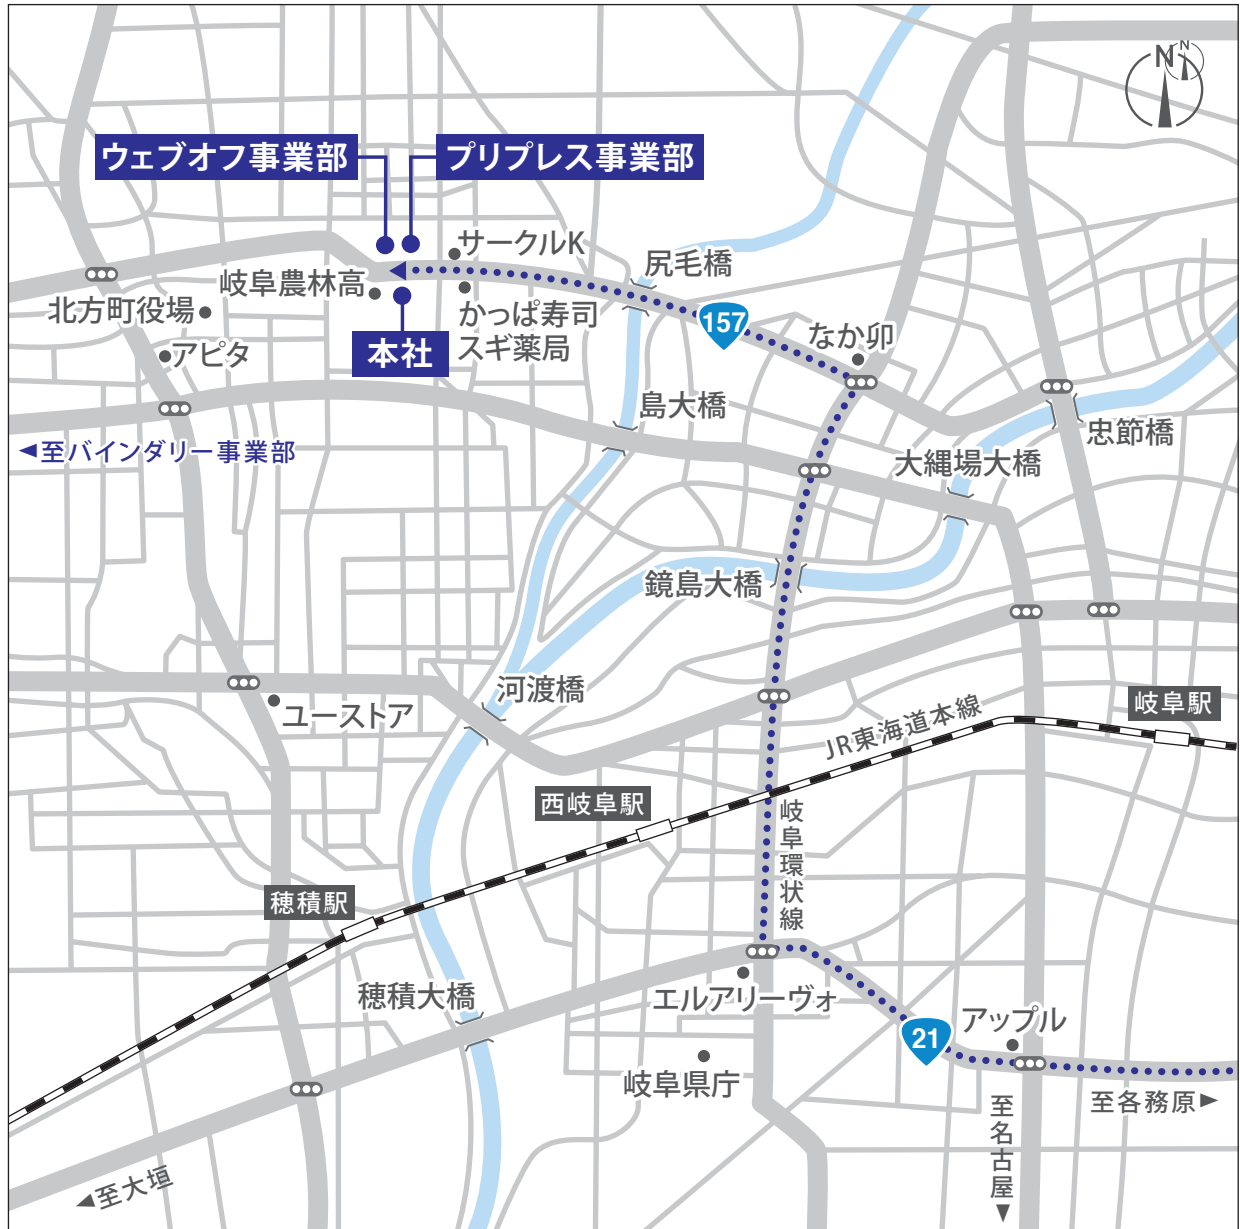 N
N
ウェブオフ事業部
プリプレス事業部
サークルK
尻毛橋
岐阜農林高
北方町役場
かっぱ寿司
スギ薬局
157
なか卯
アピタ
本社
島大橋
忠節橋
◀至バインダリー事業部
大縄場大橋
鏡島大橋
河渡橋
ユーストア
岐阜駅
JR東海道本線
西岐阜駅
岐阜環状線
穂積駅
穂積大橋
エルアリーヴォ
アップル
21
岐阜県庁
至各務原▶
至名古屋▼
◀至大垣